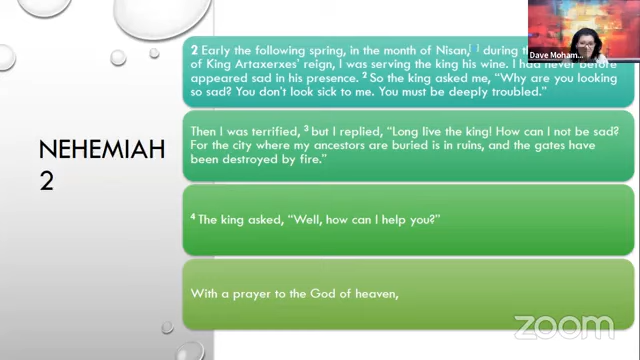 Dave Moham...
NEHEMIAH
2
2 Early the following spring, in the month of Nisan,[ ] during th
of King Artaxerxes' reign, I was serving the king his wine. I had never before
appeared sad in his presence. 2 So the king asked me, "Why are you looking
so sad? You don't look sick to me. You must be deeply troubled."
Then I was terrified, 3 but I replied, "Long live the king! How can I not be sad?
For the city where my ancestors are buried is in ruins, and the gates have
been destroyed by fire."
4 The king asked, "Well, how can I help you?"
With a prayer to the God of heaven,
zoom